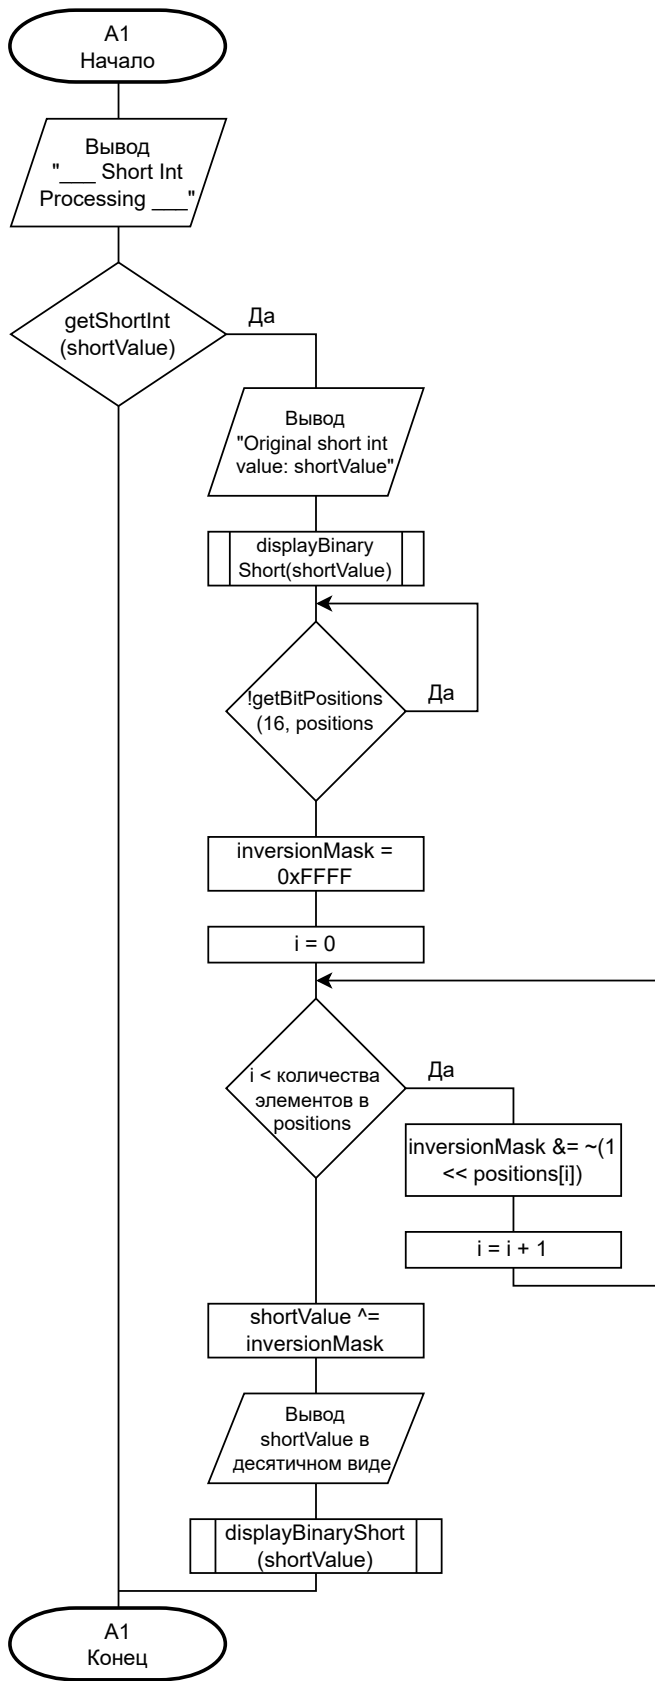 А1
Начало
Вывод
"___ Short Int
Processing ___"
getShortInt
(shortValue)
Да
Вывод
"Original short int
value: shortValue"
displayBinary
Short(shortValue)
!getBitPositions
(16, positions
Да
inversionMask =
0xFFFF
i = 0
i < количества
элементов в
positions
Да
inversionMask &= ~(1
<< positions[i])
i = i + 1
shortValue ^=
inversionMask
Вывод
shortValue в
десятичном виде
displayBinaryShort
(shortValue)
А1
Конец